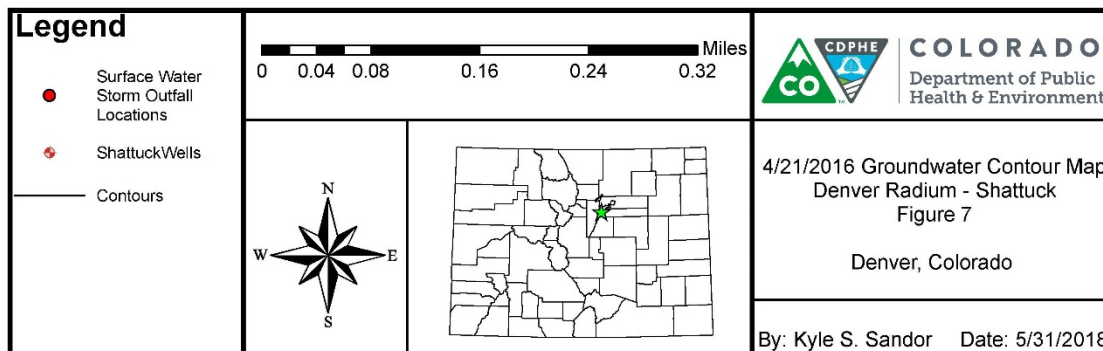 Legend
Surface Water
Storm Outfall
Locations
ShattuckWells
Contours
Miles
0 0.04 0.08 0.16 0.24 0.32
N
W E
S
CO
TM
CDPHE
COLORADO
Department of Public
Health & Environment
4/21/2016 Groundwater Contour Map
Denver Radium - Shattuck
Figure 7
Denver, Colorado
By: Kyle S. Sandor Date: 5/31/2018